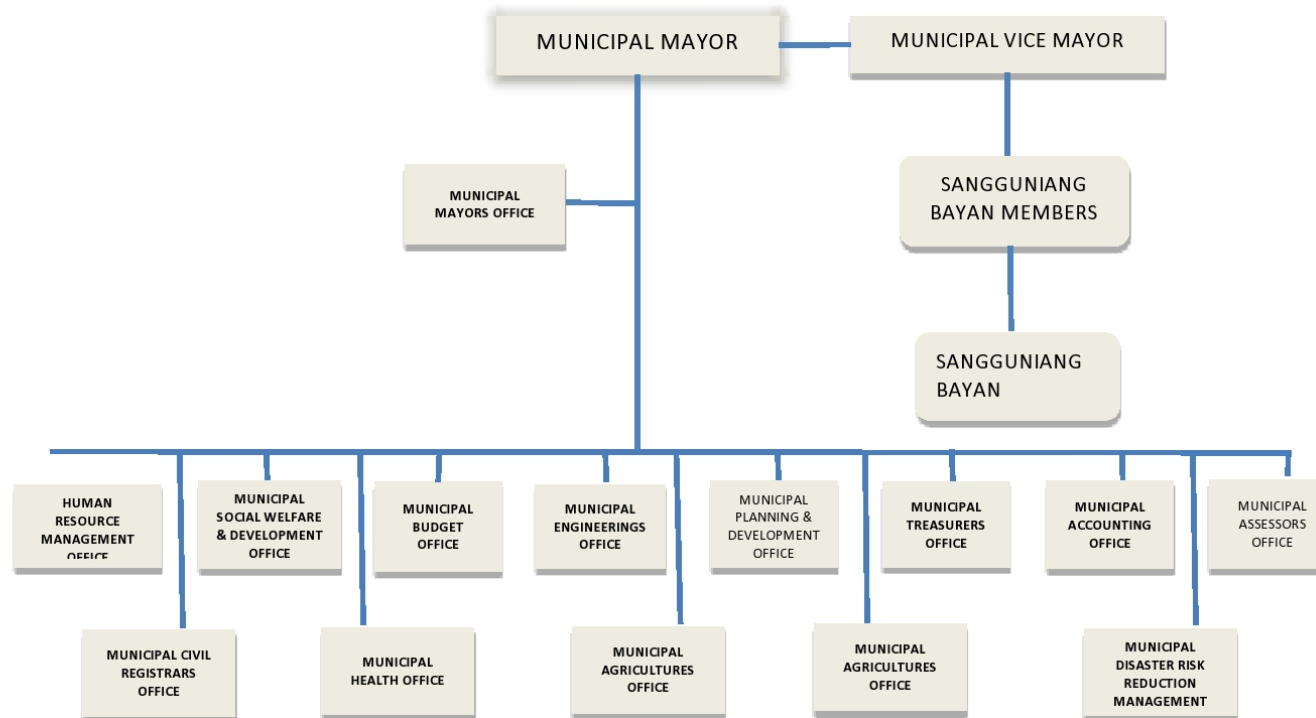 MUNICIPAL MAYOR
MUNICIPAL VICE MAYOR
MUNICIPAL
MAYORS OFFICE
SANGGUNIANG
BAYAN MEMBERS
SANGGUNIANG
BAYAN
HUMAN
RESOURCE
MANAGEMENT
OFFICE
MUNICIPAL
SOCIAL WELFARE
& DEVELOPMENT
OFFICE
MUNICIPAL
BUDGET
OFFICE
MUNICIPAL
ENGINEERINGS
OFFICE
MUNICIPAL
PLANNING &
DEVELOPMENT
OFFICE
MUNICIPAL
TREASURERS
OFFICE
MUNICIPAL
ACCOUNTING
OFFICE
MUNICIPAL
ASSESSORS
OFFICE
MUNICIPAL CIVIL
REGISTRARS
OFFICE
MUNICIPAL
HEALTH OFFICE
MUNICIPAL
AGRICULTURES
OFFICE
MUNICIPAL
AGRICULTURES
OFFICE
MUNICIPAL
DISASTER RISK
REDUCTION
MANAGEMENT